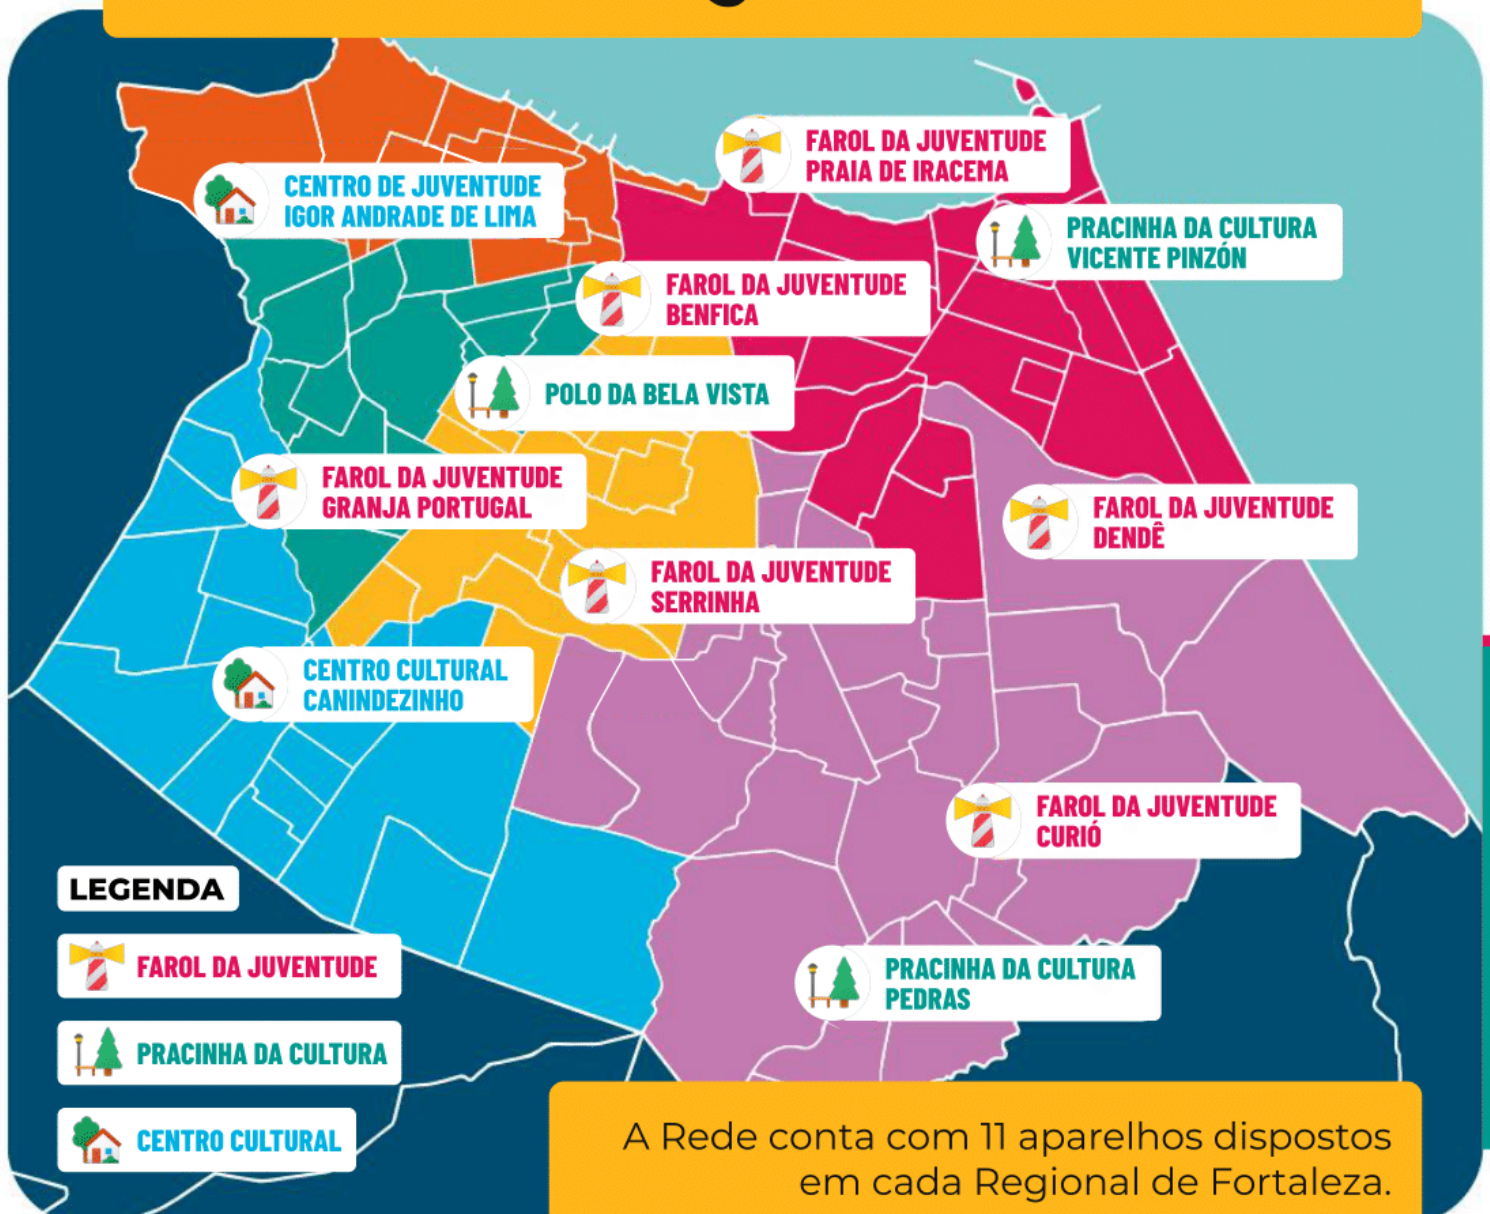 FAROL DA JUVENTUDE
PRAIA DE IRACEMA
CENTRO DE JUVENTUDE
IGOR ANDRADE DE LIMA
PRACINHA DA CULTURA
VICENTE PINZÓN
FAROL DA JUVENTUDE
BENFICA
POLO DA BELA VISTA
FAROL DA JUVENTUDE
GRANJA PORTUGAL
FAROL DA JUVENTUDE
DENDÊ
FAROL DA JUVENTUDE
SERRINHA
CENTRO CULTURAL
CANINDEZINHO
FAROL DA JUVENTUDE
CURIÓ
PRACINHA DA CULTURA
PEDRAS
LEGENDA
FAROL DA JUVENTUDE
PRACINHA DA CULTURA
CENTRO CULTURAL
A Rede conta com 11 aparelhos dispostos
em cada Regional de Fortaleza.